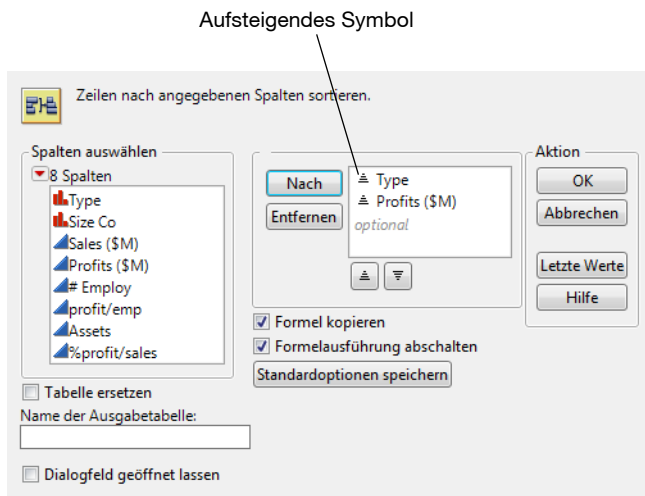 Aufsteigendes Symbol
Zeilen nach angegebenen Spalten sortieren.
Spalten auswählen
8 Spalten
Type
Size Co
Sales ($M)
Profits ($M)
# Employ
profit/emp
Assets
%profit/sales
Tabelle ersetzen
Name der Ausgabetabelle:
Dialogfeld geöffnet lassen
Nach
Entfernen
Type
Profits ($M)
optional
Formel kopieren
Formelausführung abschalten
Standardoptionen speichern
Aktion
OK
Abbrechen
Letzte Werte
Hilfe